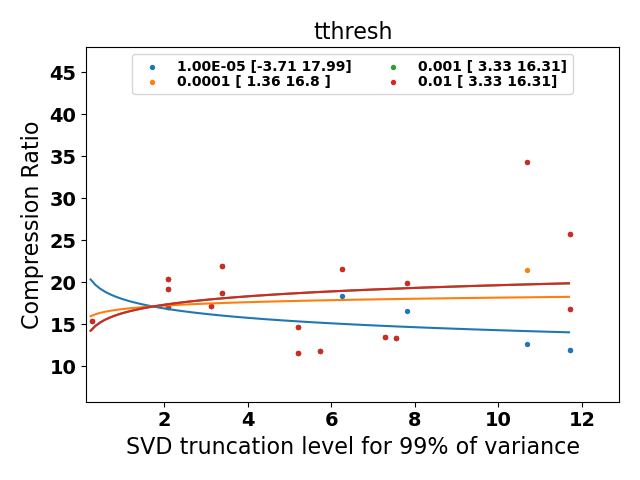 tthresh
1.00E-05 [-3.71 17.99]
0.0001 [ 1.36 16.8 ]
0.001 [ 3.33 16.31]
0.01 [ 3.33 16.31]
Compression Ratio
45
40
35
30
25
20
15
10
2 4 6 8 10 12
SVD truncation level for 99% of variance